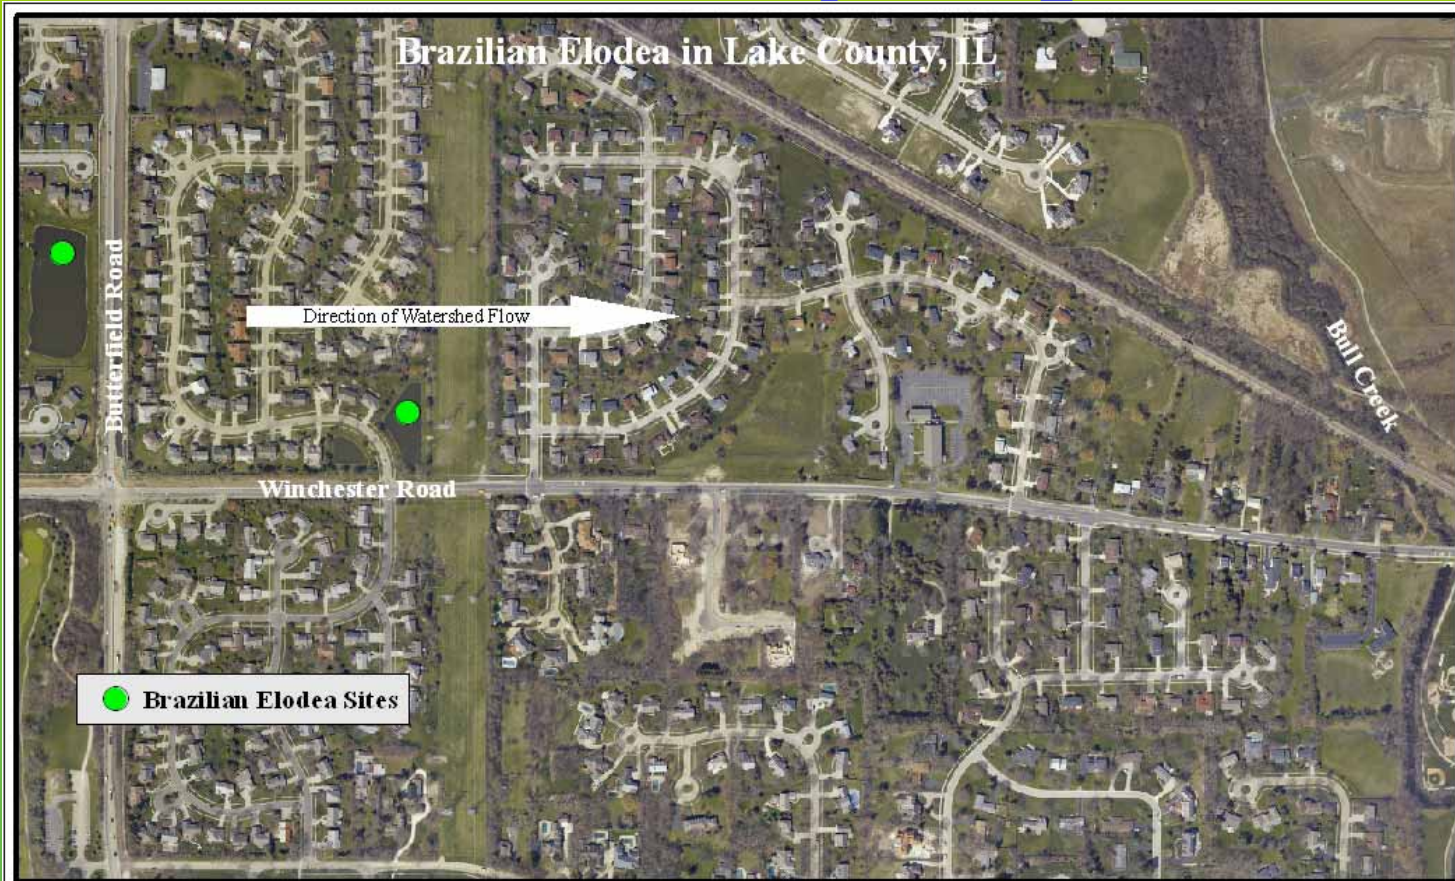 Brazilian Elodea in Lake County, IL
Butterfield Road
Direction of Watershed Flow
Bull Creek
Winchester Road
Brazilian Elodea Sites